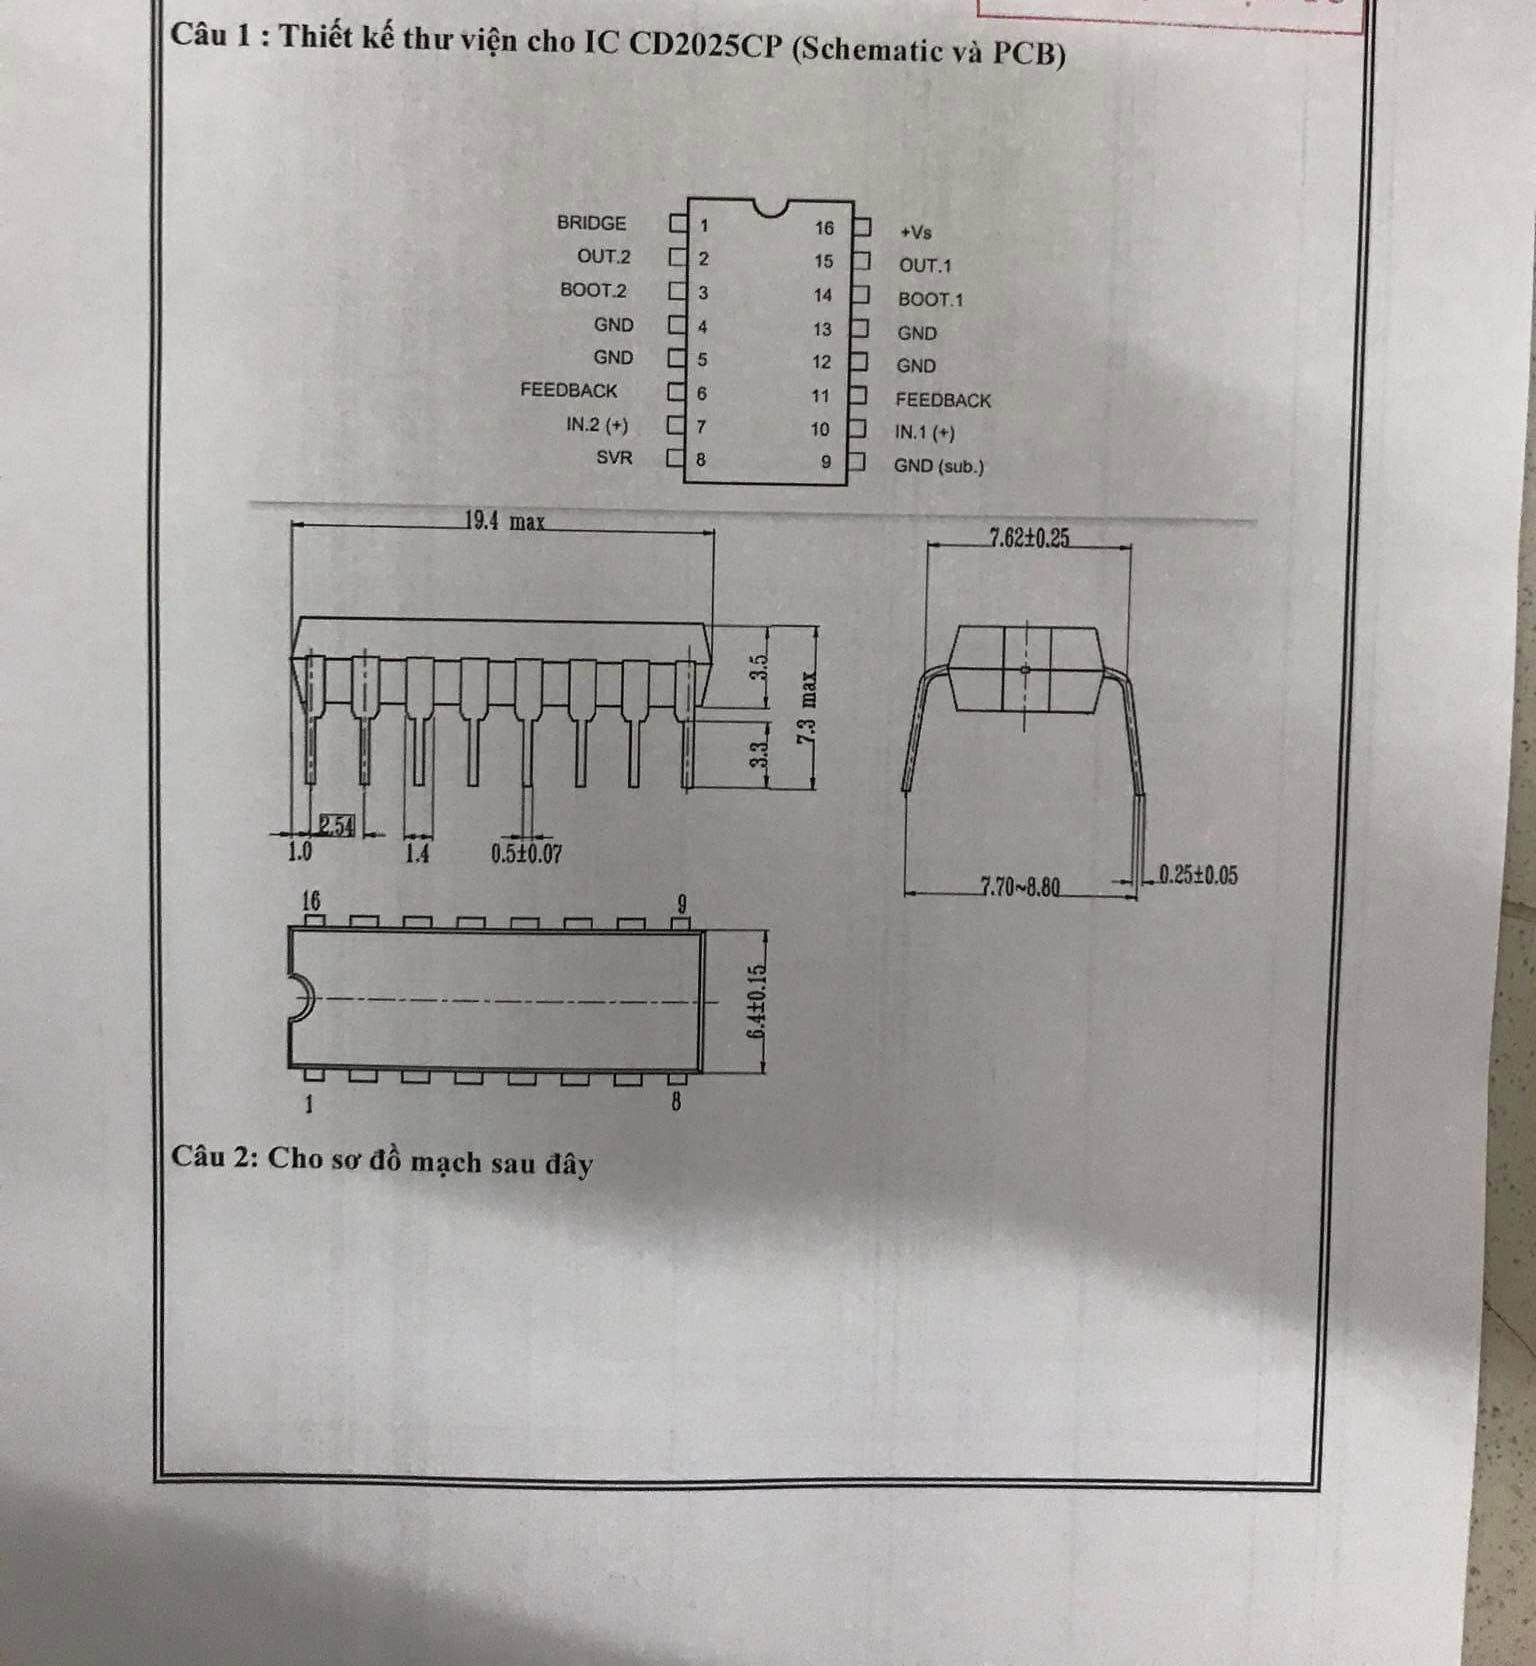 Câu 1 : Thiết kế thư viện cho IC CD2025CP (Schematic và PCB)
BRIDGE 1 16 +Vs
OUT.2 2 15 OUT.1
BOOT.2 3 14 BOOT.1
GND 4 13 GND
GND 5 12 GND
FEEDBACK 6 11 FEEDBACK
IN.2 (+) 7 10 IN.1 (+)
SVR 8 9 GND (sub.)
19.4 max
7.62±0.25
3.5
7.3 max
3.3
2.54
1.0
1.4
0.5±0.07
7.70~8.80
0.25±0.05
16 9
6.4±0.15
1 8
Câu 2: Cho sơ đồ mạch sau đây